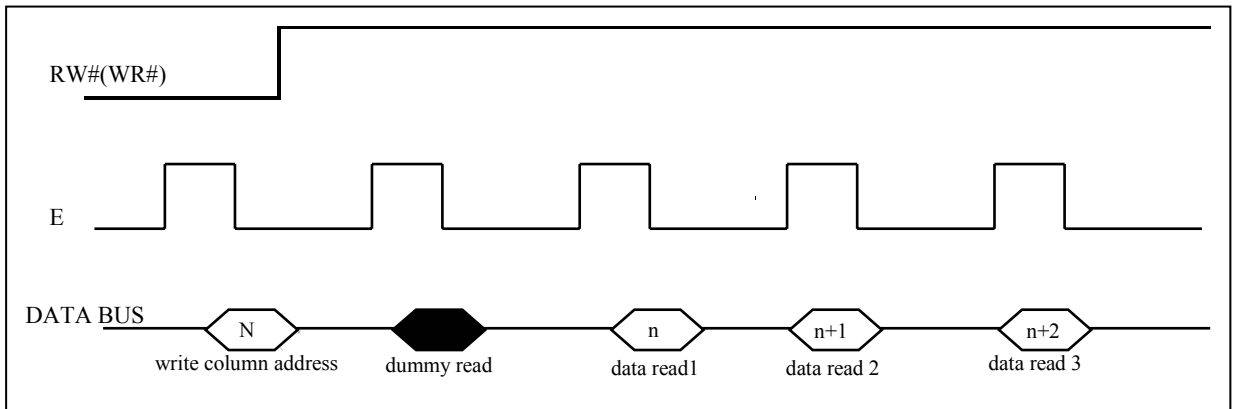 RW#(WR#)
E
DATA BUS
N
n
n+1
n+2
write column address
dummy read
data read1
data read 2
data read 3